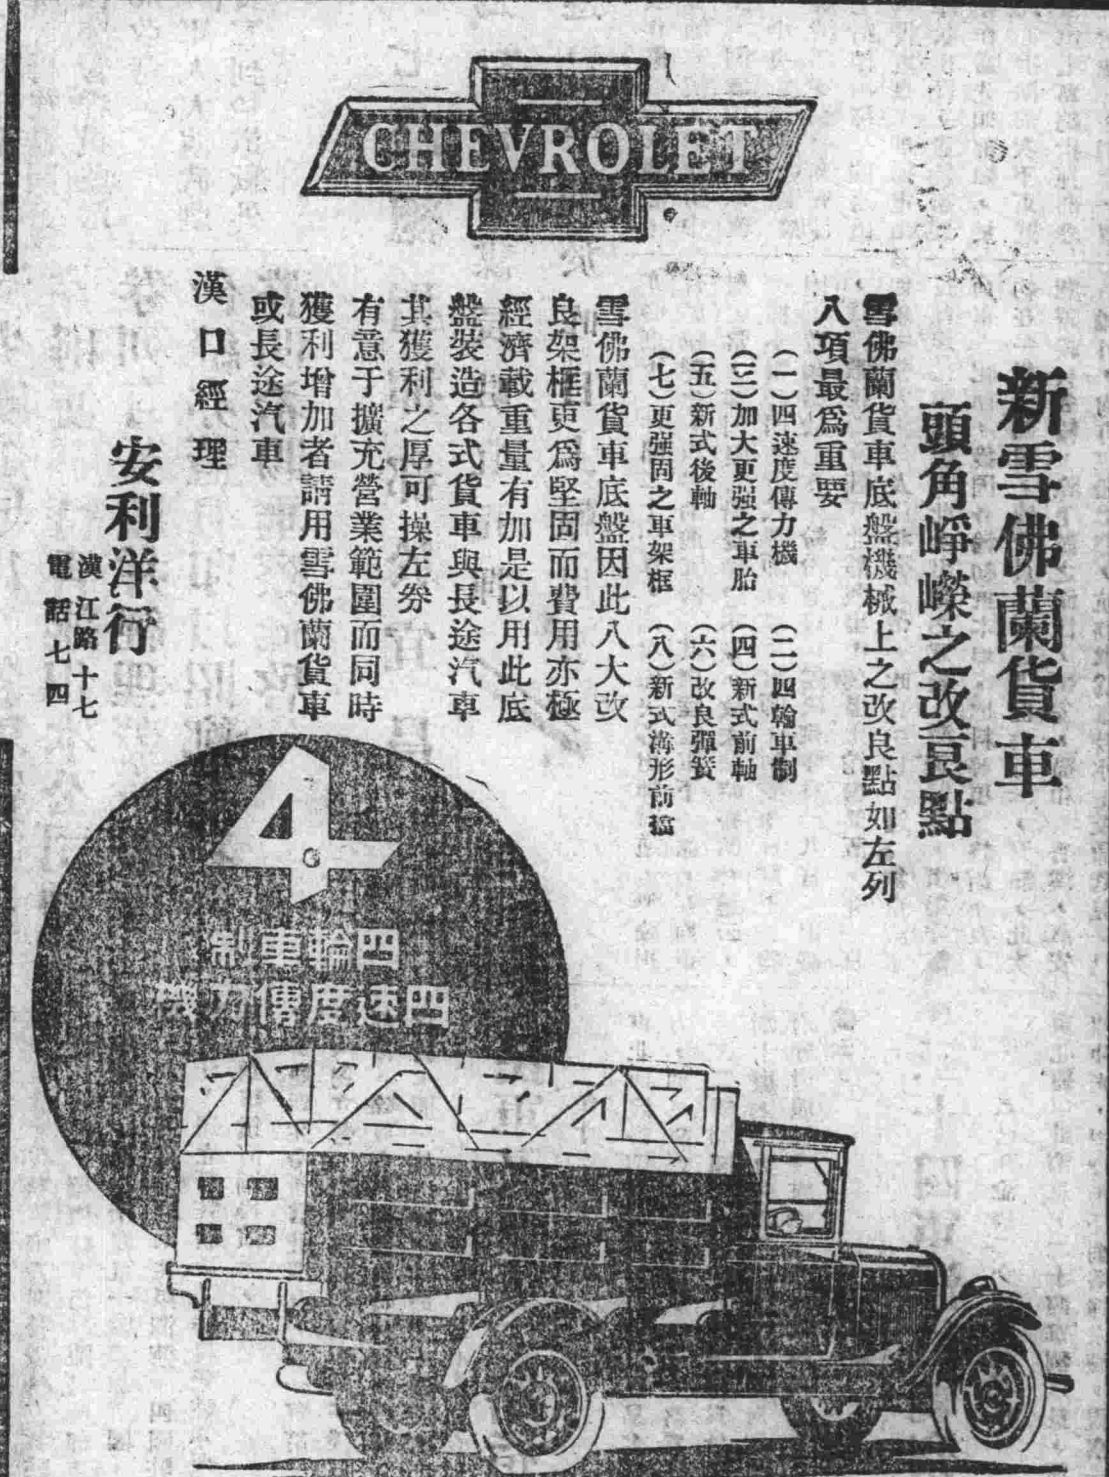 CHEVROLET
新雪佛蘭貨車
頭角崢嶸之改良點
雪佛蘭貨車底盤機械上之改良點如左列
八項最爲重要
(一)四速度傳力機
(二)四輪車制
(三)加大更强之車胎
(四)新式前軸
(五)新式後軸
(六)改良彈簧
(七)更强固之車架框
(八)新式溝形前
雪佛蘭貨車底盤因此八大改
良架框更爲堅固而費用亦極
經濟載重量有加是以用此底
盤裝造各式貨車與長途汽車
其獲利之厚可操左券
有意于擴充營業範圍而同時
獲利增加者請用雪佛蘭貨車
或長途汽車
漢口經理
安利洋行
漢江路十七
電話七四
4
四輪車制
四速度傳力機